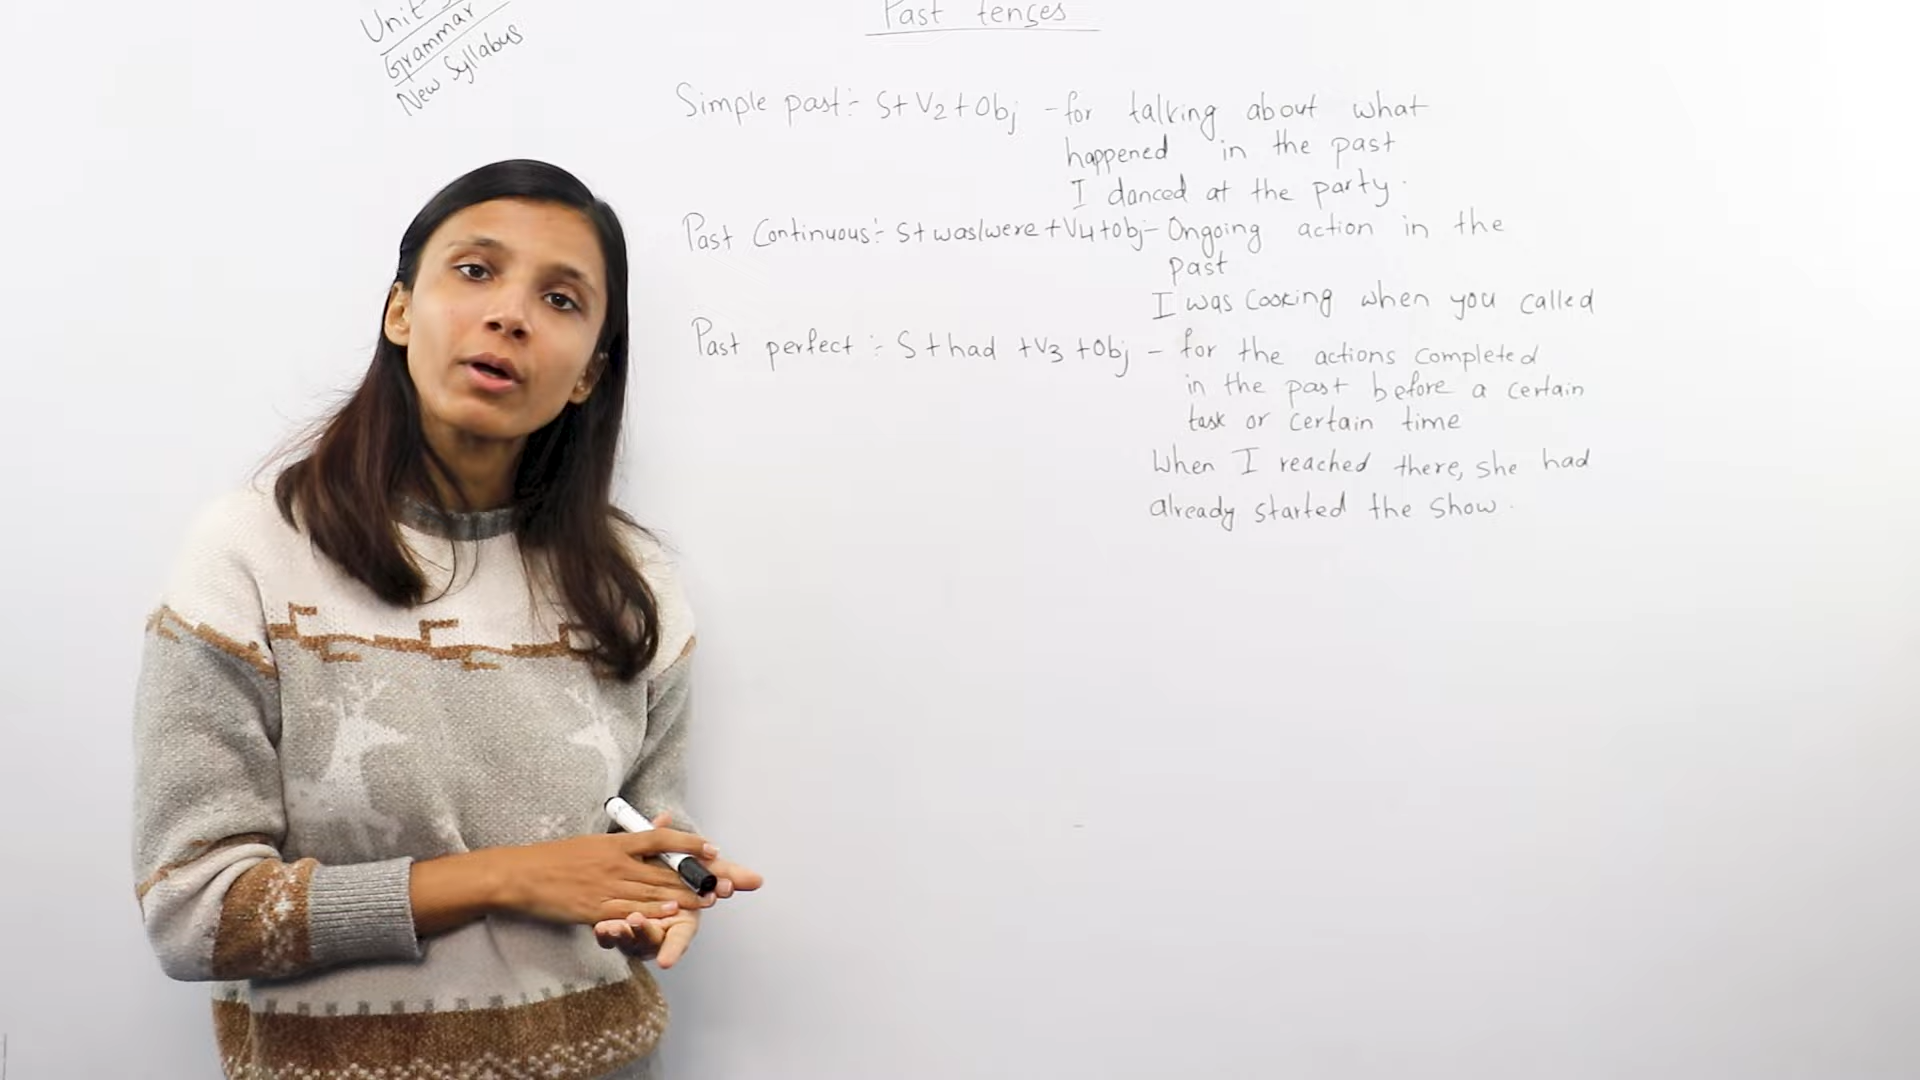 Unit
Grammar
New Syllabus
Past tenses
Simple past:- S+V2+Obj - for talking about what
happened in the past
I danced at the party.
Past Continuous:- S+was/were+V4+obj- Ongoing action in the
past
I was Cooking when you called
Past perfect :- S+had +V3+Obj - for the actions completed
in the past before a certain
task or certain time
When I reached there, she had
already started the show.